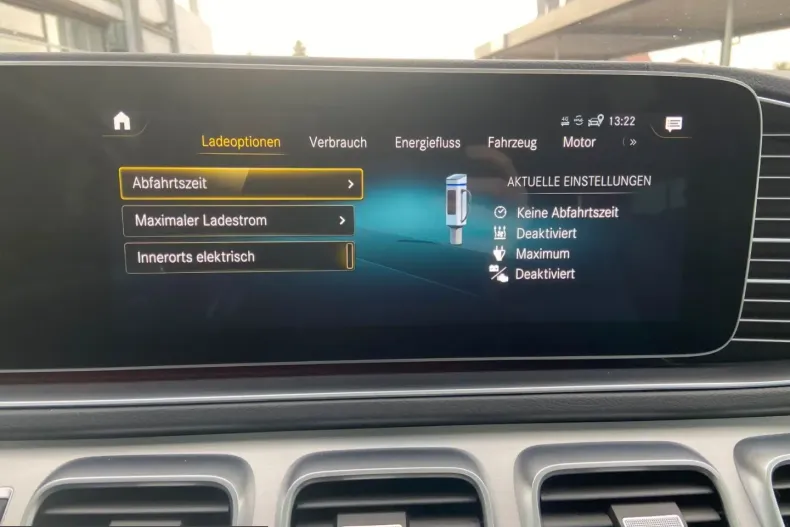 13:22
Ladeoptionen Verbrauch Energiefluss Fahrzeug Motor »
Abfahrtszeit
Maximaler Ladestrom
Innerorts elektrisch
AKTUELLE EINSTELLUNGEN
Keine Abfahrtszeit
Deaktiviert
Maximum
Deaktiviert